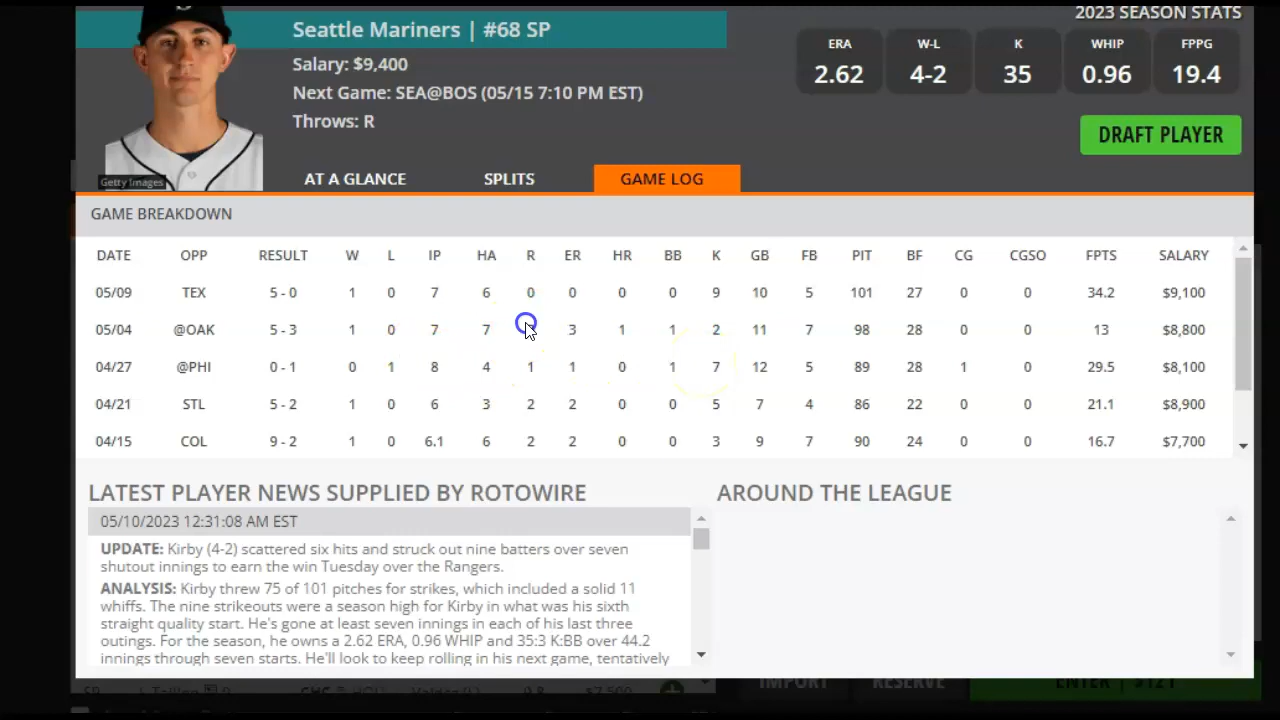 2023 SEASON STATS
Seattle Mariners | #68 SP
Salary: $9,400
Next Game: SEA@BOS (05/15 7:10 PM EST)
Throws: R
ERA W-L K WHIP FPPG
2.62 4-2 35 0.96 19.4
DRAFT PLAYER
Getty Images
AT A GLANCE SPLITS GAME LOG
GAME BREAKDOWN
DATE OPP RESULT W L IP HA R ER HR BB K GB FB PIT BF CG CGSO FPTS SALARY
05/09 TEX 5 - 0 1 0 7 6 0 0 0 0 9 10 5 101 27 0 0 34.2 $9,100
05/04 @OAK 5 - 3 1 0 7 7 3 1 1 2 11 7 98 28 0 0 13 $8,800
04/27 @PHI 0 - 1 0 1 8 4 1 1 0 1 7 12 5 89 28 1 0 29.5 $8,100
04/21 STL 5 - 2 1 0 6 3 2 2 0 0 5 7 4 86 22 0 0 21.1 $8,900
04/15 COL 9 - 2 1 0 6.1 6 2 2 0 0 3 9 7 90 24 0 0 16.7 $7,700
LATEST PLAYER NEWS SUPPLIED BY ROTOWIRE
05/10/2023 12:31:08 AM EST
UPDATE: Kirby (4-2) scattered six hits and struck out nine batters over seven
shutout innings to earn the win Tuesday over the Rangers.
ANALYSIS: Kirby threw 75 of 101 pitches for strikes, which included a solid 11
whiffs. The nine strikeouts were a season high for Kirby in what was his sixth
straight quality start. He's gone at least seven innings in each of his last three
outings. For the season, he owns a 2.62 ERA, 0.96 WHIP and 35:3 K:BB over 44.2
innings through seven starts. He'll look to keep rolling in his next game, tentatively
AROUND THE LEAGUE
IMPORT RESERVE